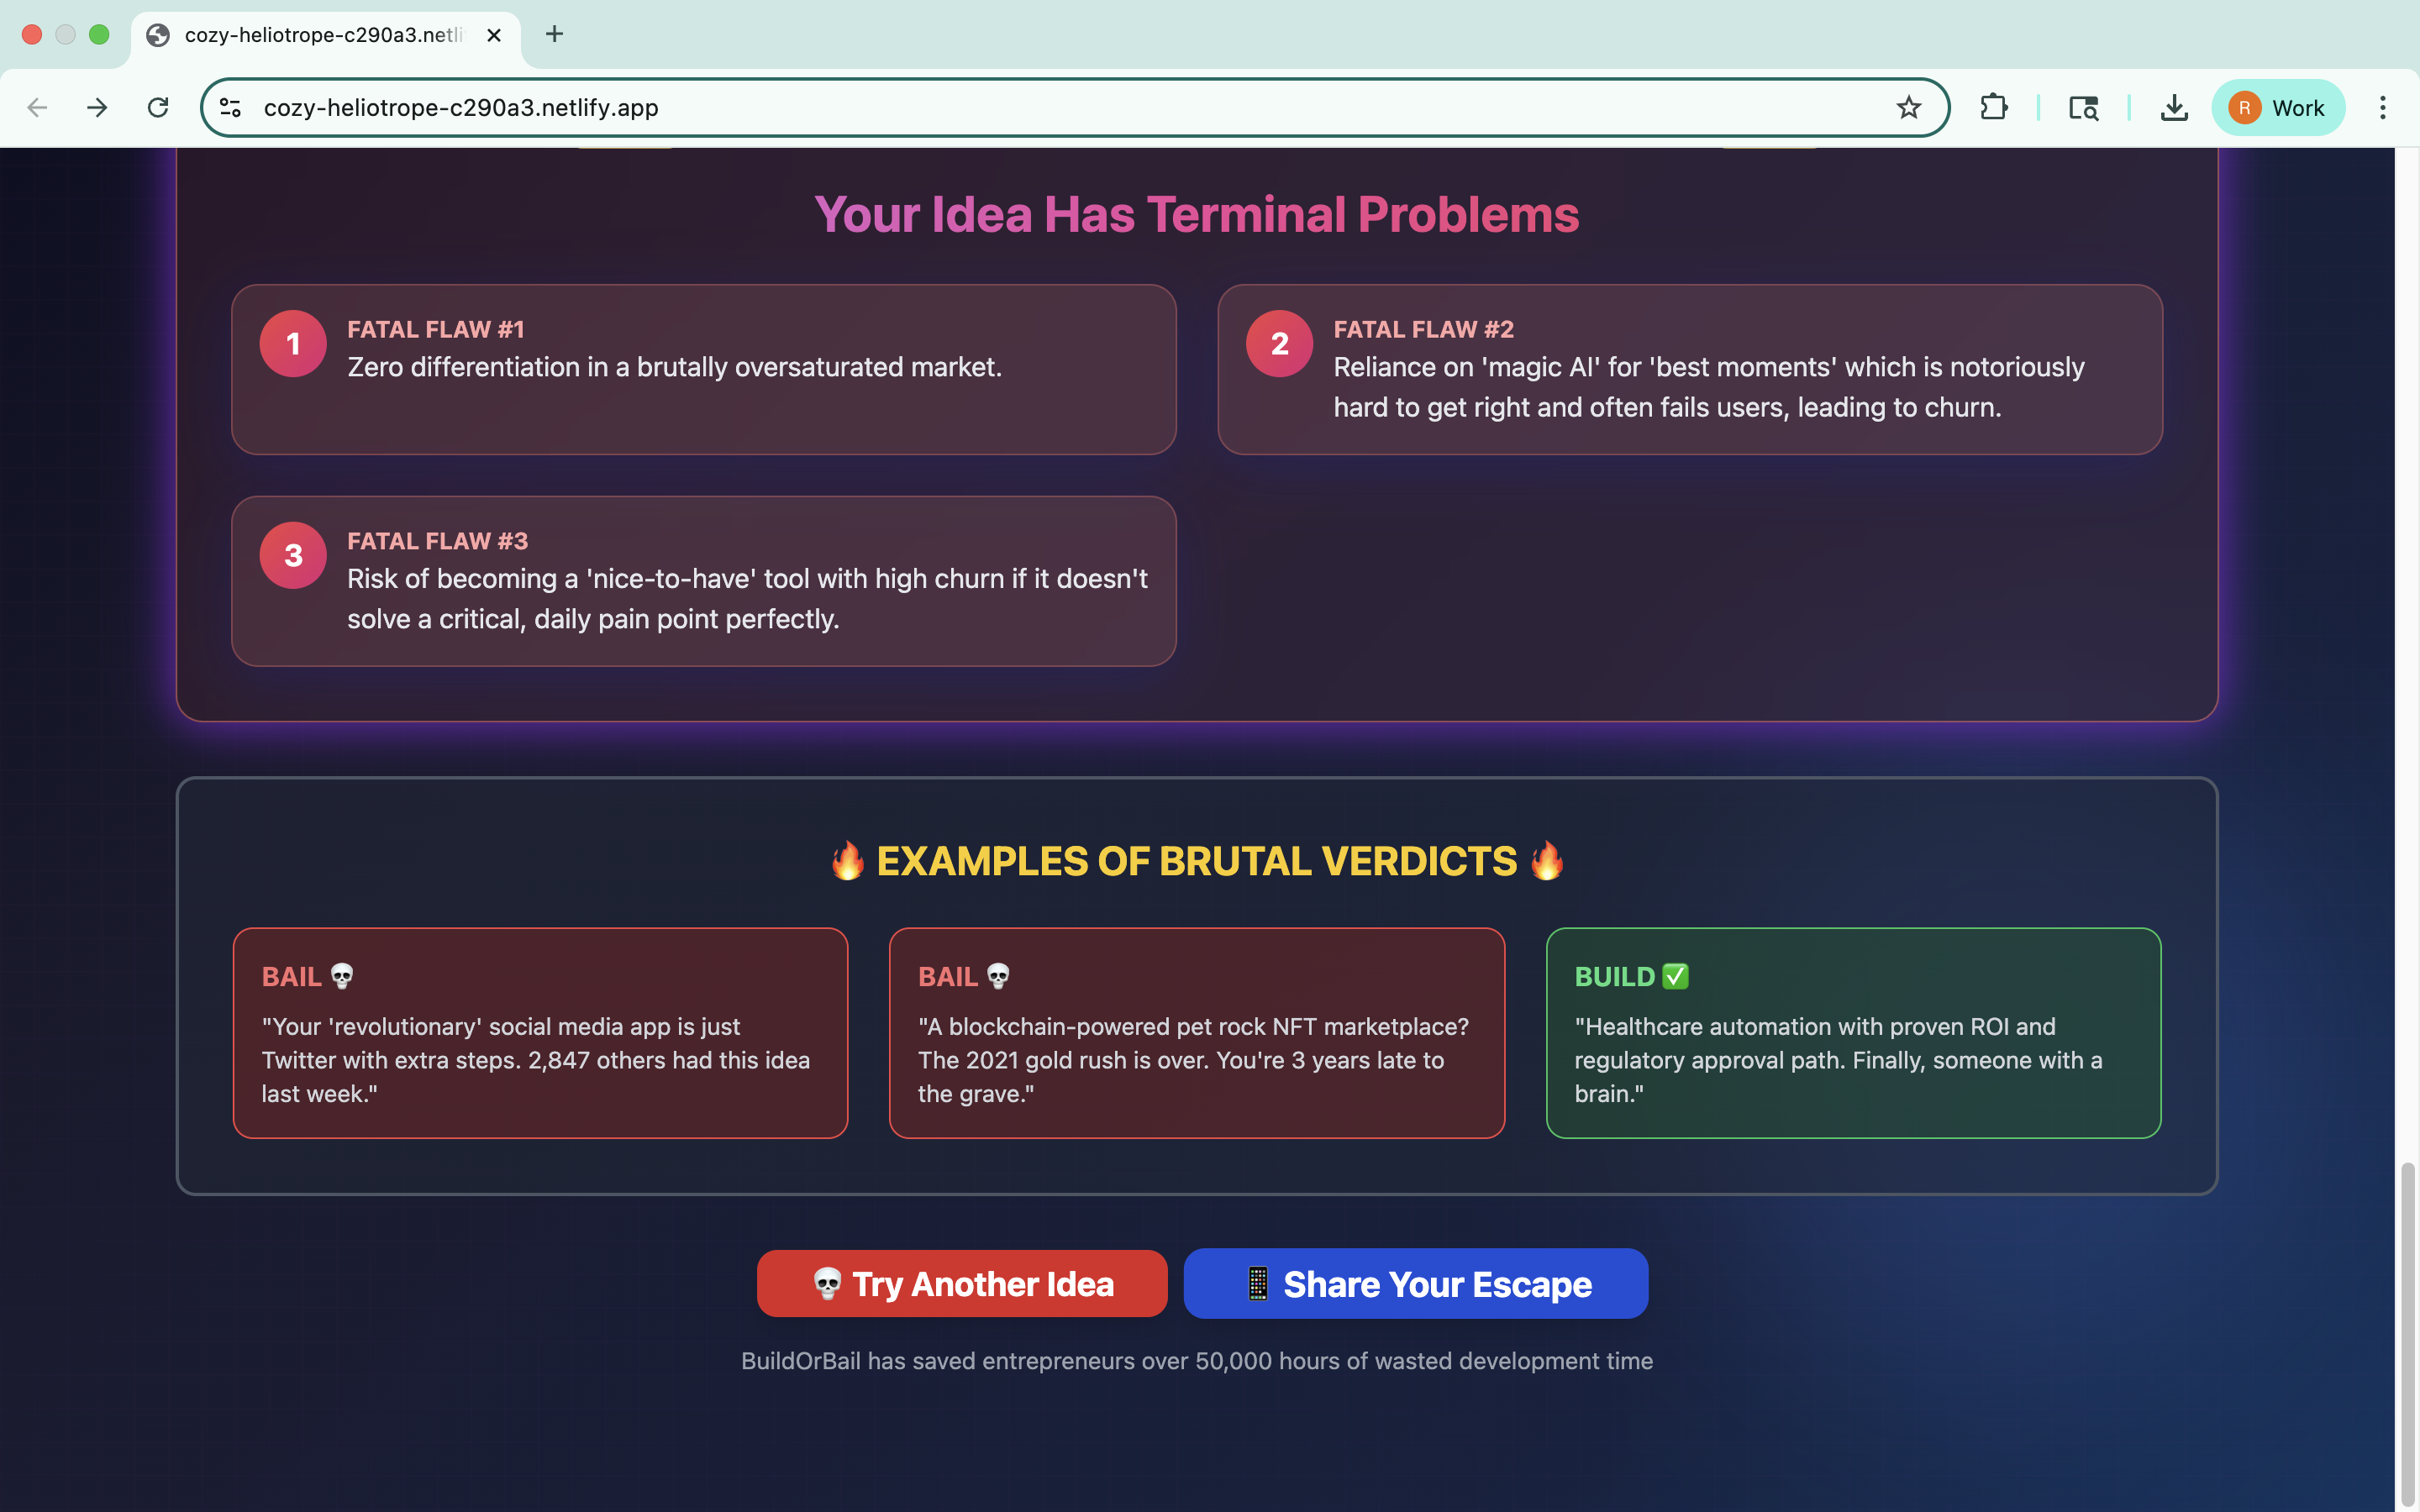 cozy-heliotrope-c290a3.netli
cozy-heliotrope-c290a3.netlify.app
R Work
Your Idea Has Terminal Problems
1
FATAL FLAW #1
Zero differentiation in a brutally oversaturated market.
2
FATAL FLAW #2
Reliance on 'magic AI' for 'best moments' which is notoriously
hard to get right and often fails users, leading to churn.
3
FATAL FLAW #3
Risk of becoming a 'nice-to-have' tool with high churn if it doesn't
solve a critical, daily pain point perfectly.
🔥 EXAMPLES OF BRUTAL VERDICTS 🔥
BAIL 💀
"Your 'revolutionary' social media app is just
Twitter with extra steps. 2,847 others had this idea
last week."
BAIL 💀
"A blockchain-powered pet rock NFT marketplace?
The 2021 gold rush is over. You're 3 years late to
the grave."
BUILD ✅
"Healthcare automation with proven ROI and
regulatory approval path. Finally, someone with a
brain."
💀 Try Another Idea
📱 Share Your Escape
BuildOrBail has saved entrepreneurs over 50,000 hours of wasted development time